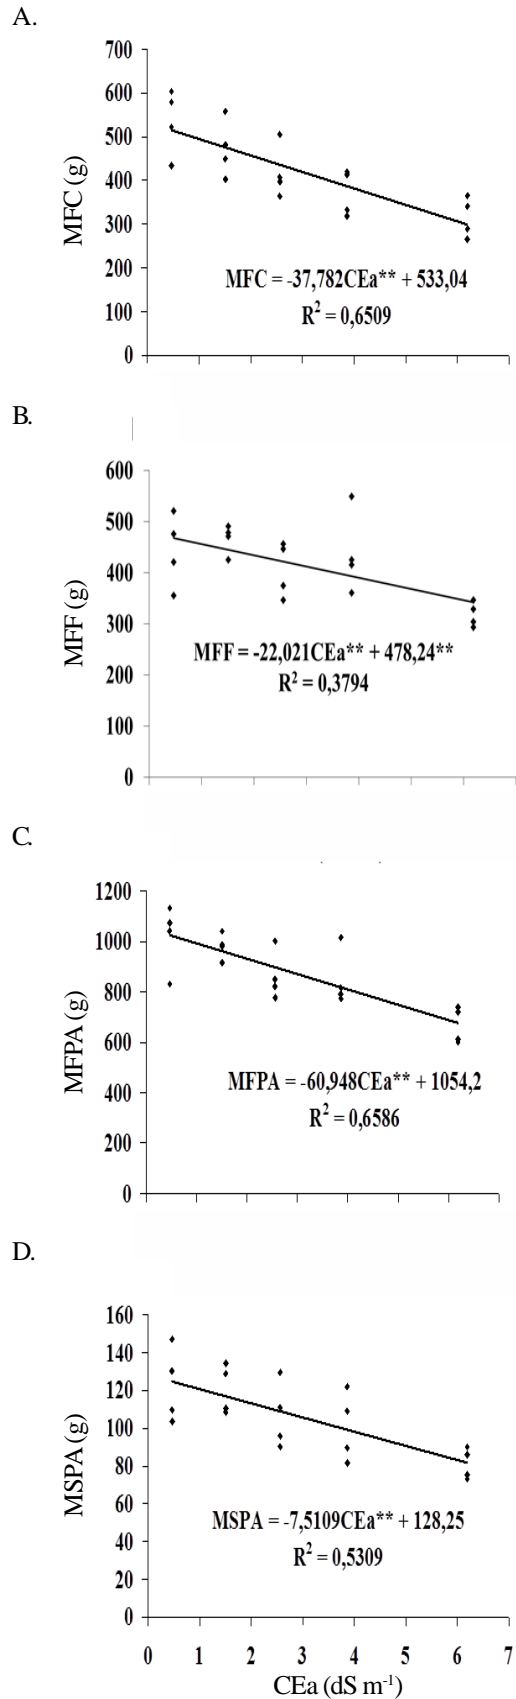 A.
700
600
500
400
300
200
100
0
MFC (g)
MFC = -37,782CEa** + 533,04
R² = 0,6509
B.
600
500
400
300
200
100
0
MFF (g)
MFF = -22,021CEa** + 478,24**
R² = 0,3794
C.
1200
1000
800
600
400
200
0
MFPA (g)
MFPA = -60,948CEa** + 1054,2
R² = 0,6586
D.
160
140
120
100
80
60
40
20
0
MSPA (g)
MSPA = -7,5109CEa** + 128,25
R² = 0,5309
0 1 2 3 4 5 6 7
CEa (dS m⁻¹)